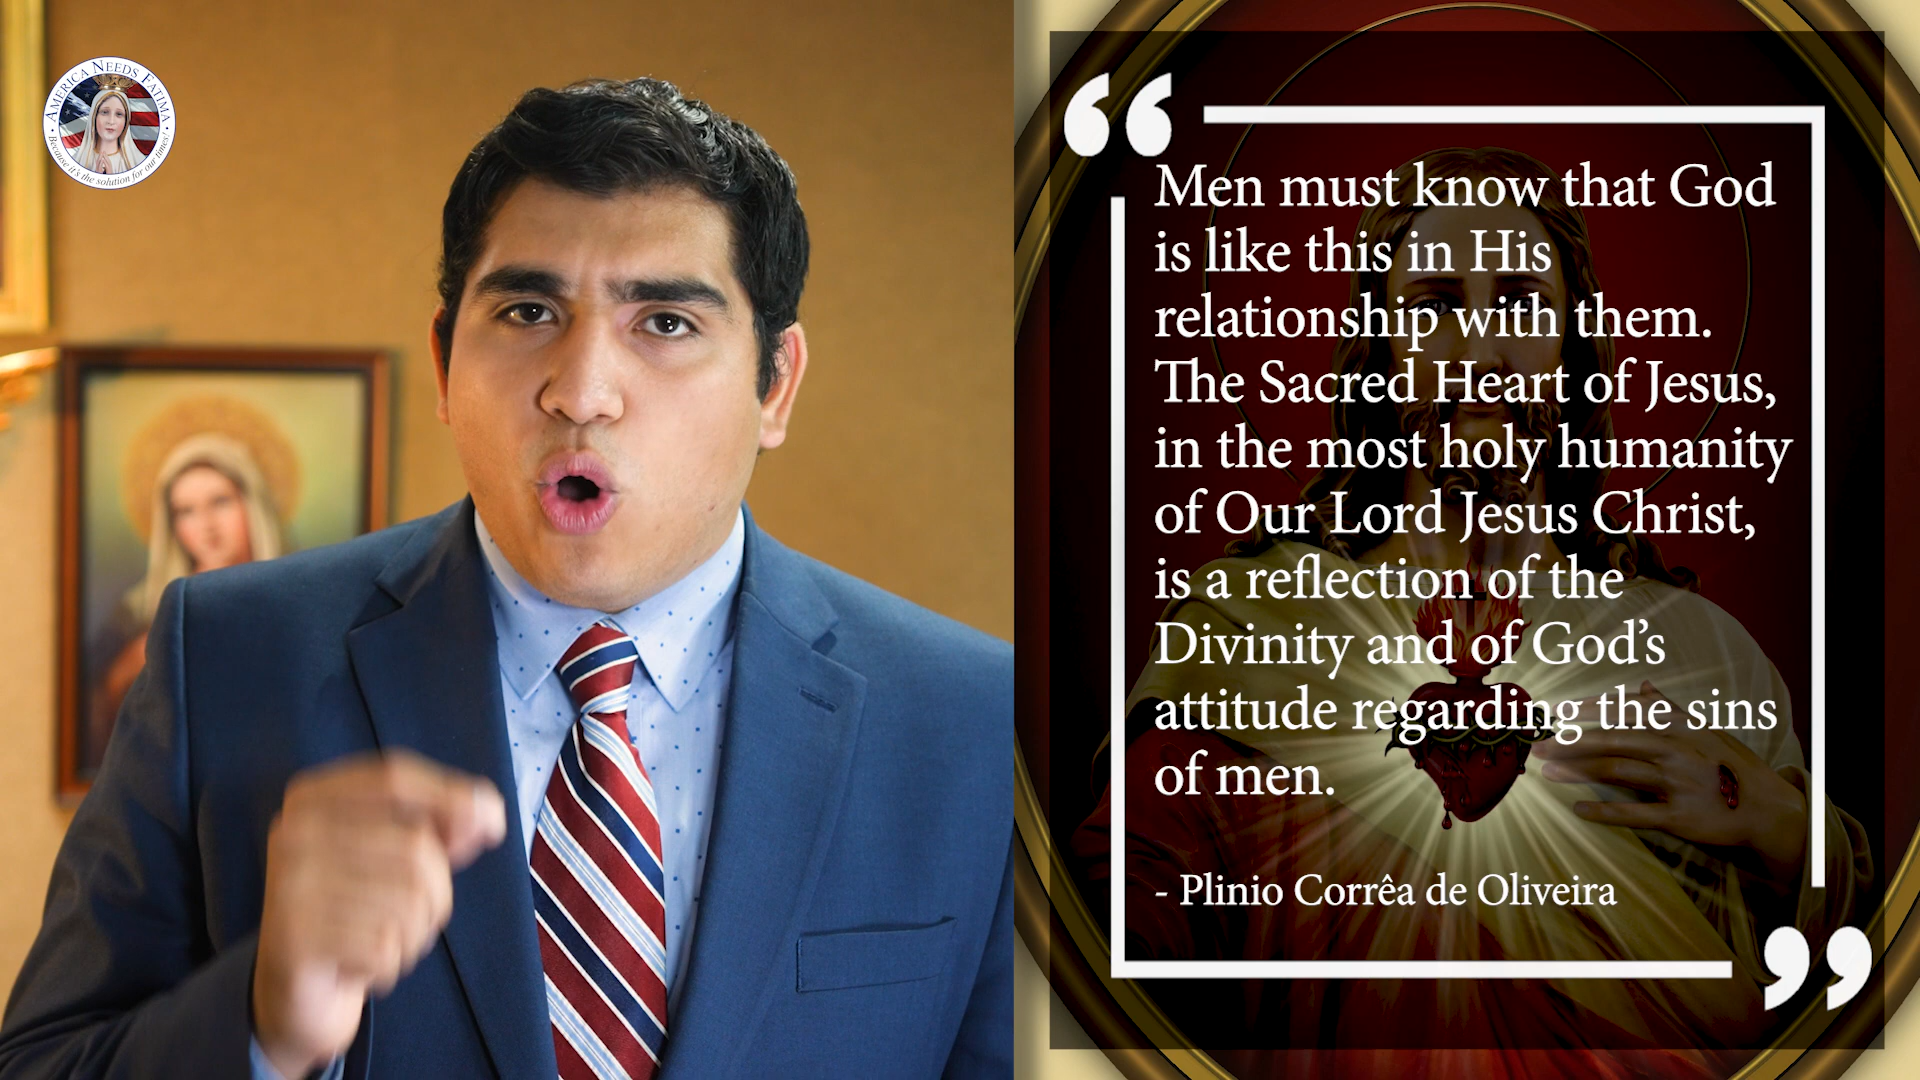 AMERICA NEEDS FATIMA
• Because it's the solution for our times! •
“
Men must know that God
is like this in His
relationship with them.
The Sacred Heart of Jesus,
in the most holy humanity
of Our Lord Jesus Christ,
is a reflection of the
Divinity and of God’s
attitude regarding the sins
of men.
- Plinio Corrêa de Oliveira
”